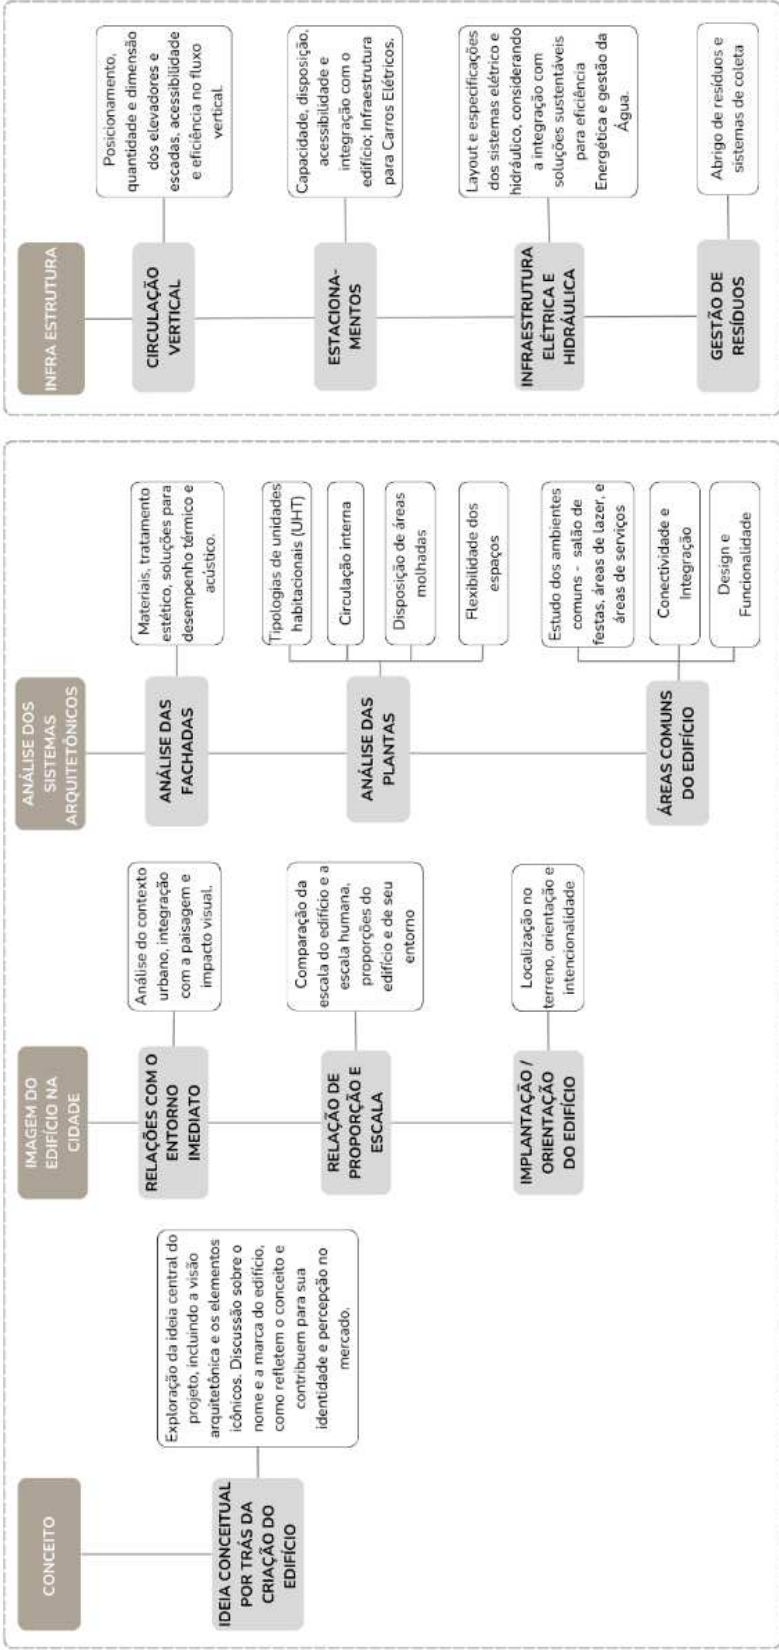 CONCEITO
IDEIA CONCEITUAL
POR TRÁS DA
CRIAÇÃO DO
EDIFÍCIO
Exploração da ideia central do
projeto, incluindo a visão
arquitetônica e os elementos
icônicos. Discussão sobre o
nome e a marca do edifício,
como refletem o conceito e
contribuem para sua
identidade e percepção no
mercado.
IMAGEM DO
EDIFÍCIO NA
CIDADE
RELAÇÕES COM O
ENTORNO
IMEDIATO
Análise do contexto
urbano, integração
com a paisagem e
impacto visual.
RELAÇÃO DE
PROPORÇÃO E
ESCALA
Comparação da
escala do edifício e a
escala humana,
proporções do
edifício e de seu
entorno
IMPLANTAÇÃO /
ORIENTAÇÃO
DO EDIFÍCIO
Localização no
terreno, orientação e
intencionalidade
ANÁLISE DOS
SISTEMAS
ARQUITETÔNICOS
ANÁLISE DAS
FACHADAS
Materiais, tratamento
estético, soluções para
desempenho térmico e
acústico.
ANÁLISE DAS
PLANTAS
Tipologias de unidades
habitacionais (UHT)
Circulação interna
Disposição de áreas
molhadas
Flexibilidade dos
espaços
ÁREAS COMUNS
DO EDIFÍCIO
Estudo dos ambientes
comuns - salão de
festas, áreas de lazer, e
áreas de serviços
Conectividade e
Integração
Design e
Funcionalidade
INFRA ESTRUTURA
CIRCULAÇÃO
VERTICAL
Posicionamento,
quantidade e dimensão
dos elevadores e
escadas, acessibilidade
e eficiência no fluxo
vertical.
ESTACIONA-
MENTOS
Capacidade, disposição,
acessibilidade e
integração com o
edifício; Infraestrutura
para Carros Elétricos.
INFRAESTRUTURA
ELÉTRICA E
HIDRÁULICA
Layout e especificações
dos sistemas elétrico e
hidráulico, considerando
a integração com
soluções sustentáveis
para eficiência
Energética e gestão da
Água.
GESTÃO DE
RESÍDUOS
Abrigo de resíduos e
sistemas de coleta